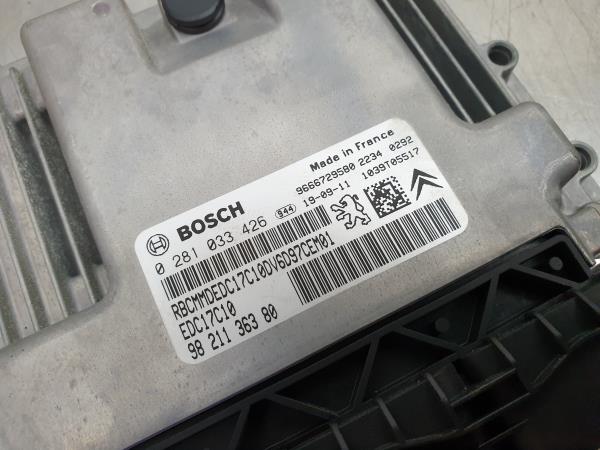 Made in France
9666729580 2234 0292
19-09-11 1039T05517
BOSCH
0 281 033 426 S44
RBCMMDEDC17C10DV6D97CEM01
EDC17C10
98 211 363 80